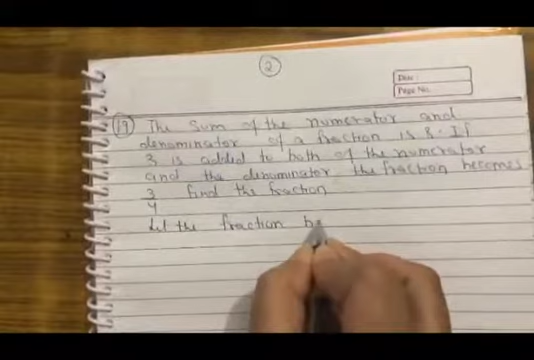 2
Date :
Page No.
19 The Sum of the numerator and
denominator of a fraction is 8. If
3 is added to both of the numerator
and the denominator the fraction becomes
3/4 find the fraction
Let the fraction be